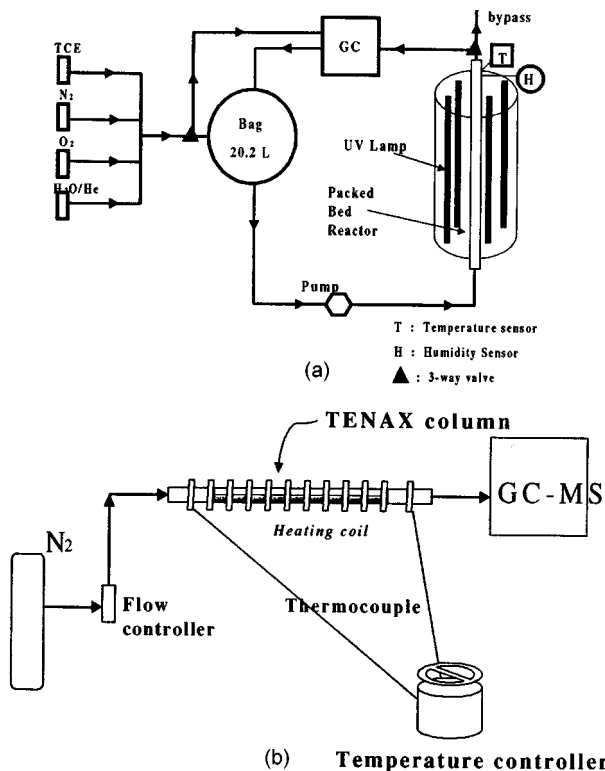 bypass
TCE
GC
T
N₂
H
Bag
20.2 L
UV Lamp
O₂
Packed
Bed
Reactor
H₂O/He
Pump
T : Temperature sensor
H : Humidity Sensor
▲ : 3-way valve
(a)
TENAX column
GC-MS
Heating coil
N₂
Flow
controller
Thermocouple
(b)
Temperature controller